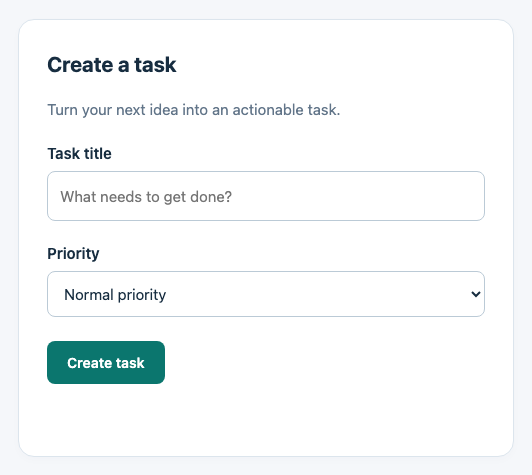 Create a task
Turn your next idea into an actionable task.
Task title
What needs to get done?
Priority
Normal priority
Create task